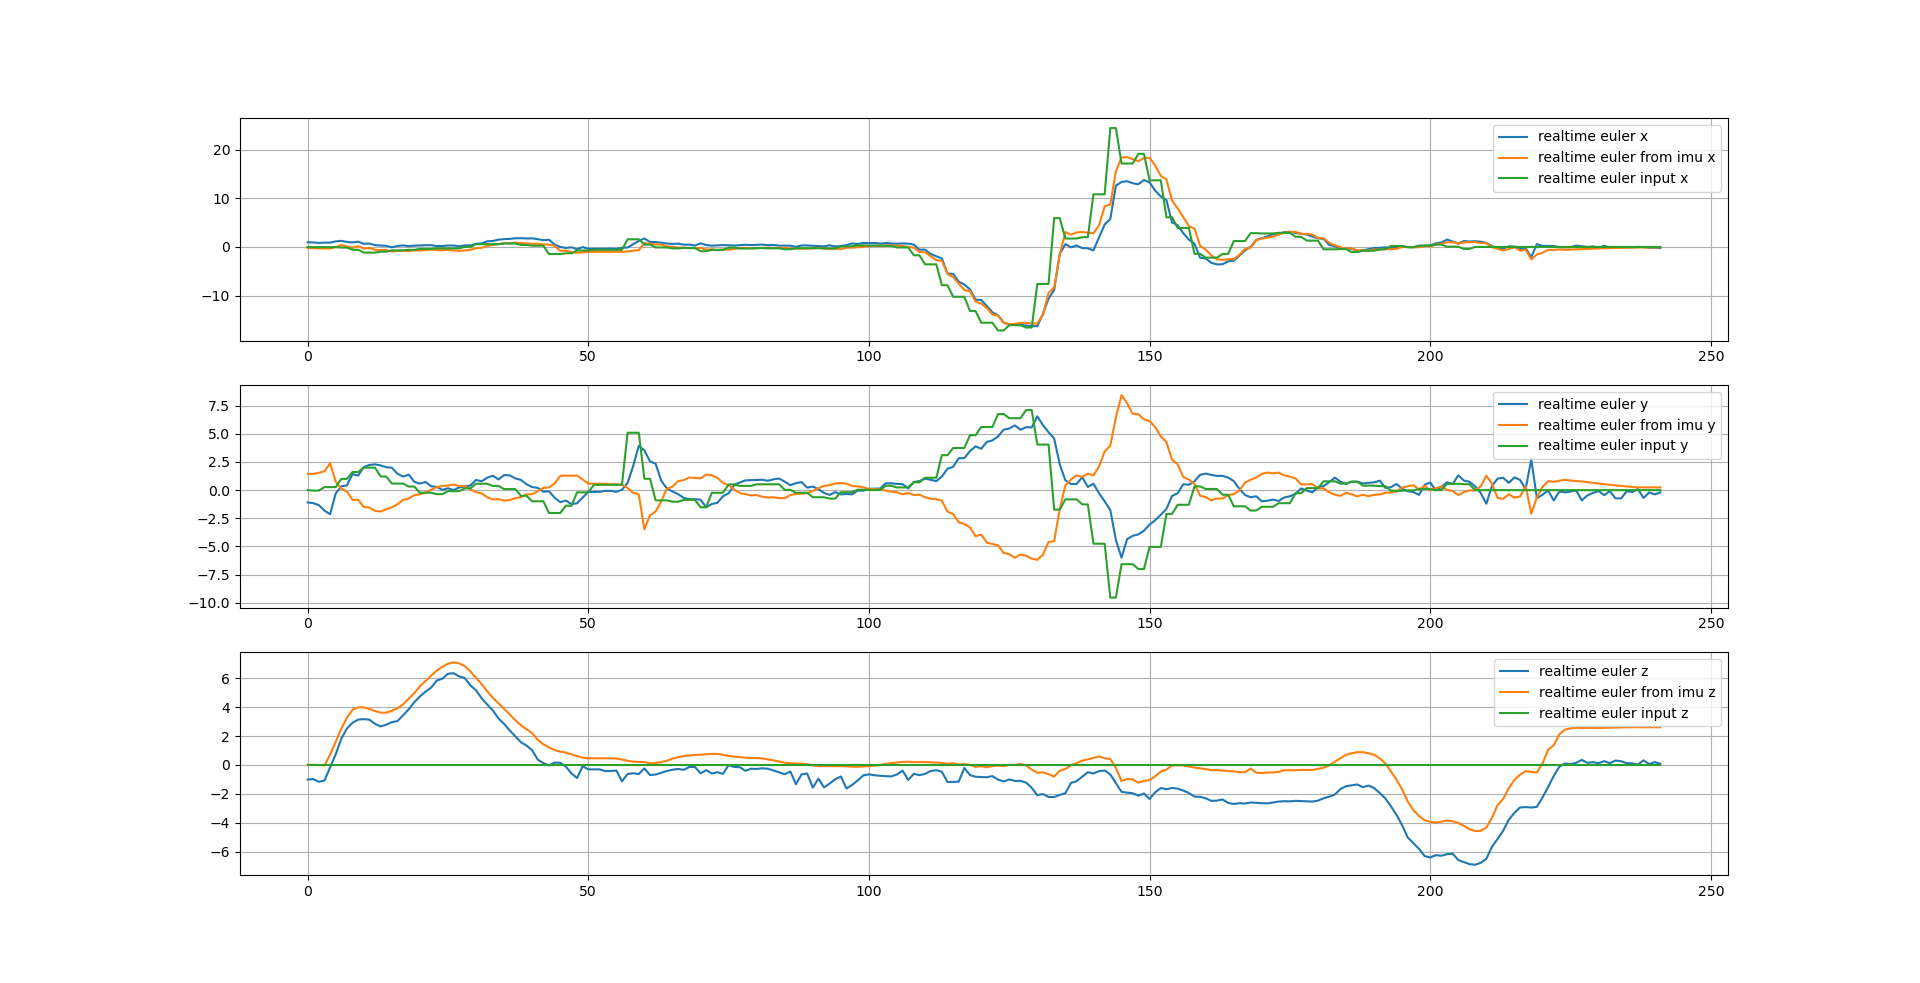 20
10
0
−10
realtime euler x
realtime euler from imu x
realtime euler input x
0 50 100 150 200 250
7.5
5.0
2.5
0.0
−2.5
−5.0
−7.5
−10.0
realtime euler y
realtime euler from imu y
realtime euler input y
0 50 100 150 200 250
6
4
2
0
−2
−4
−6
realtime euler z
realtime euler from imu z
realtime euler input z
0 50 100 150 200 250